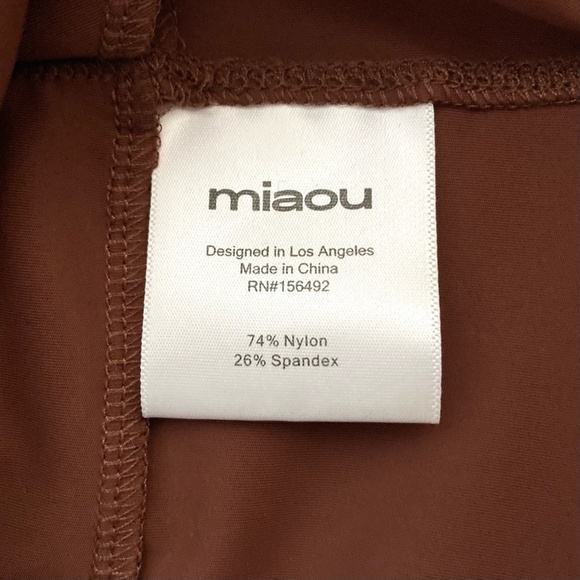 miaou
Designed in Los Angeles
Made in China
RN#156492
74% Nylon
26% Spandex